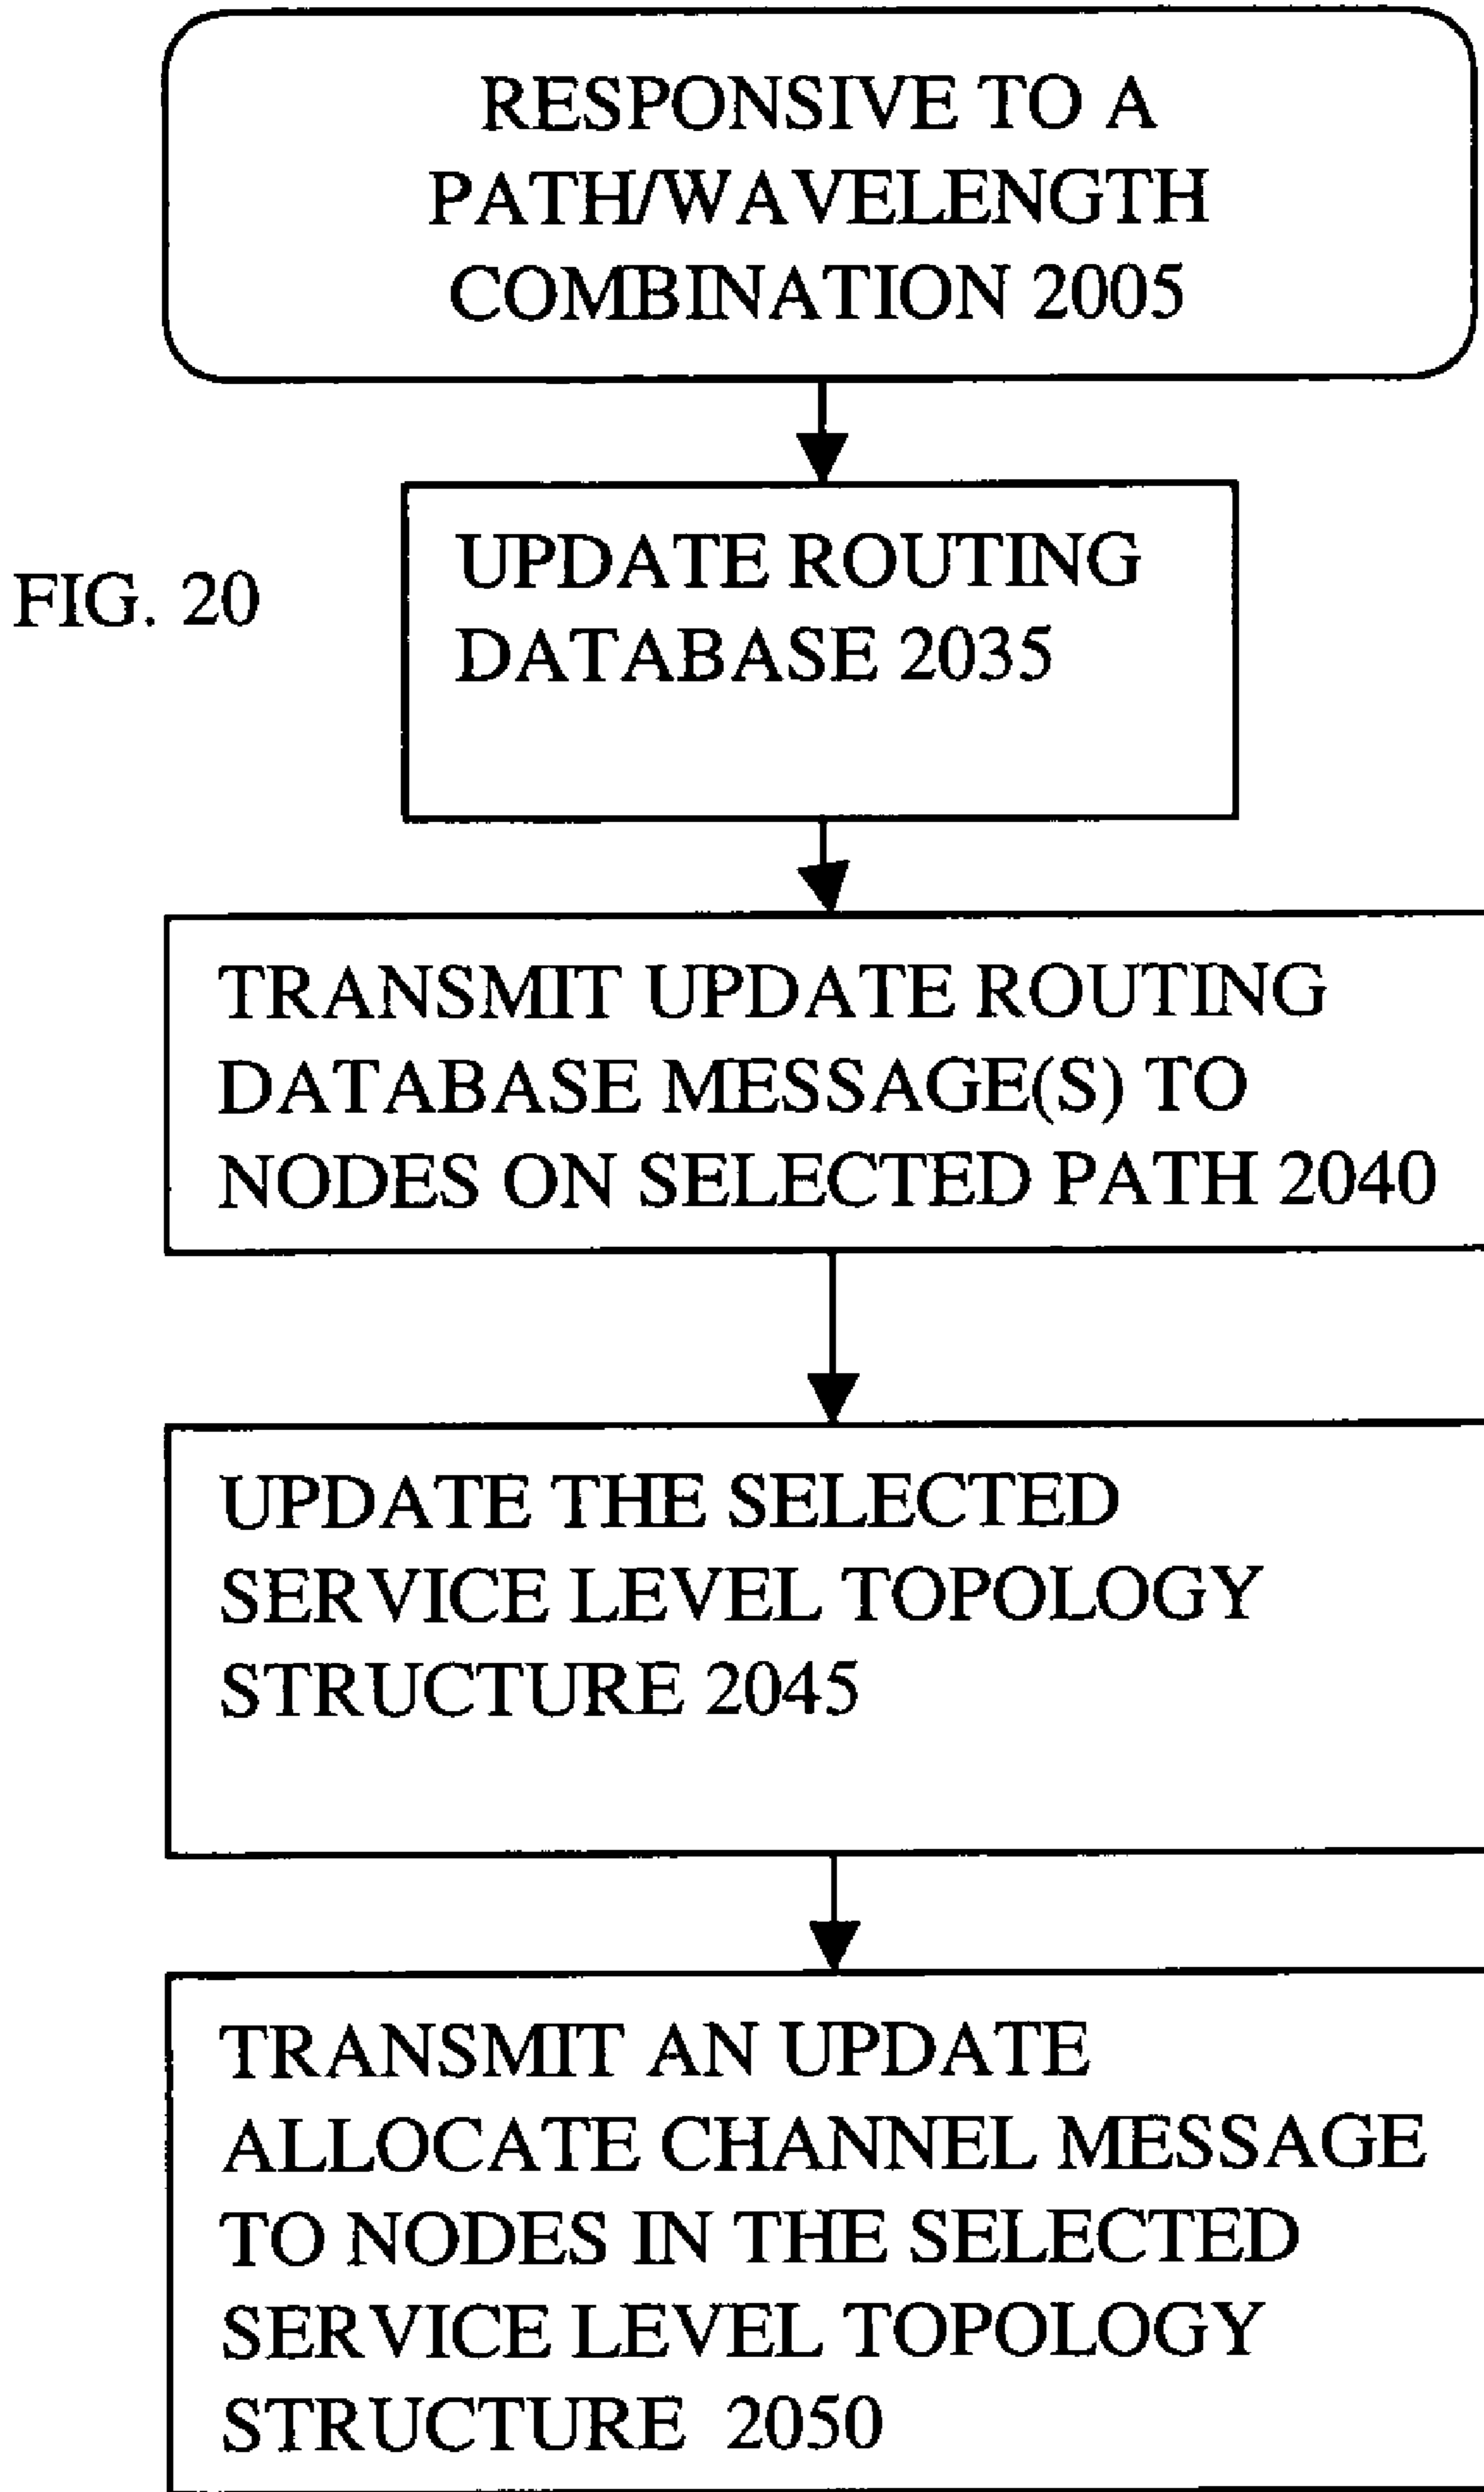 RESPONSIVE TO A
PATH/WAVELENGTH
COMBINATION 2005
FIG. 20
UPDATE ROUTING
DATABASE 2035
TRANSMIT UPDATE ROUTING
DATABASE MESSAGE(S) TO
NODES ON SELECTED PATH 2040
UPDATE THE SELECTED
SERVICE LEVEL TOPOLOGY
STRUCTURE 2045
TRANSMIT AN UPDATE
ALLOCATE CHANNEL MESSAGE
TO NODES IN THE SELECTED
SERVICE LEVEL TOPOLOGY
STRUCTURE 2050